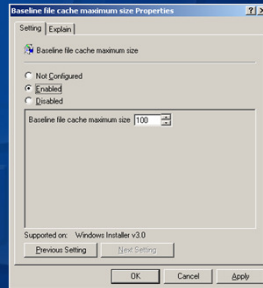 Baseline file cache maximum size Properties
Setting Explain
Baseline file cache maximum size
Not Configured
Enabled
Disabled
Baseline file cache maximum size 100
Supported on: Windows Installer v3.0
Previous Setting Next Setting
OK Cancel Apply